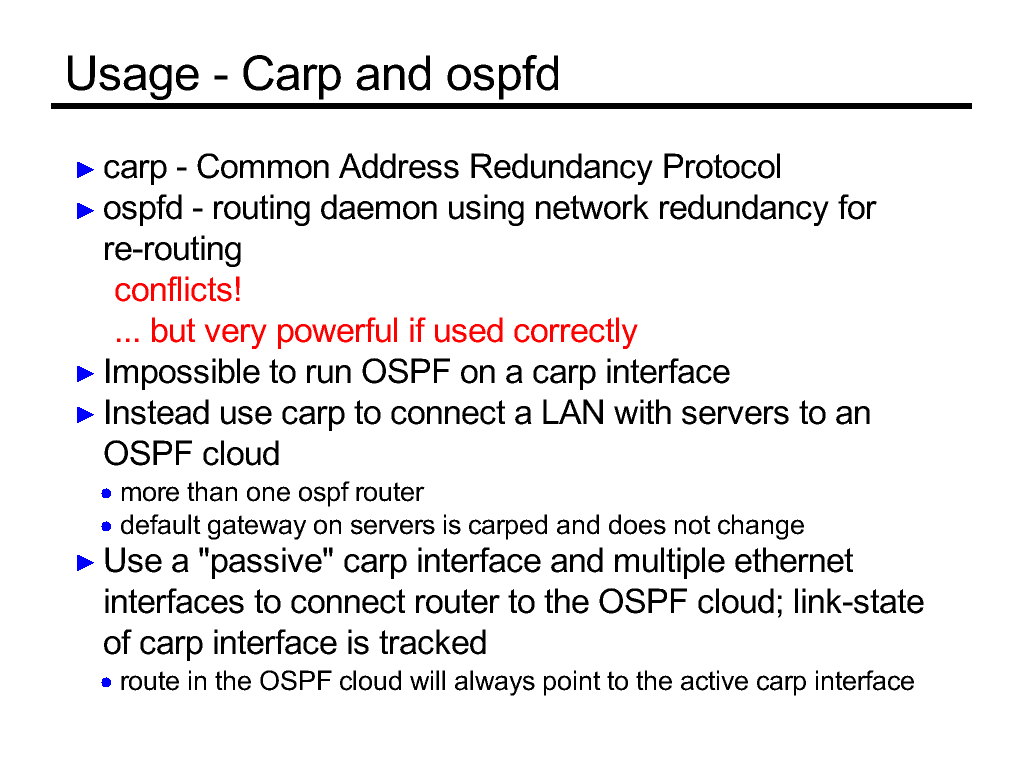 Usage - Carp and ospfd
carp - Common Address Redundancy Protocol
ospfd - routing daemon using network redundancy for
re-routing
conflicts!
... but very powerful if used correctly
Impossible to run OSPF on a carp interface
Instead use carp to connect a LAN with servers to an
OSPF cloud
more than one ospf router
default gateway on servers is carped and does not change
Use a "passive" carp interface and multiple ethernet
interfaces to connect router to the OSPF cloud; link-state
of carp interface is tracked
route in the OSPF cloud will always point to the active carp interface